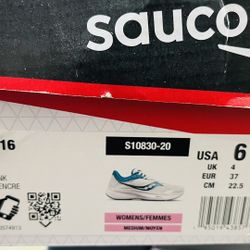 sauco
16
S10830-20
USA 6
UK 4
EUR 37
CM 22.5
NK
ENCRE
WOMENS/FEMMES
MEDIUM/MOYEN